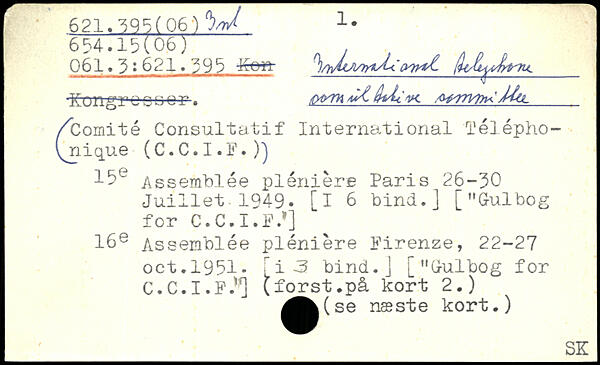 621.395(06) Int
1.
654.15(06)
061.3:621.395 Kon
International telephone
Kongresser.
consultative committee
(Comité Consultatif International Télépho-
nique (C.C.I.F.))
15e Assemblée plénière Paris 26-30
Juillet 1949. [I 6 bind.] ["Gulbog
for C.C.I.F."]
16e Assemblée plénière Firenze, 22-27
oct.1951. [i 3 bind.] ["Gulbog for
C.C.I.F."] (forst.på kort 2.)
(se næste kort.)
SK